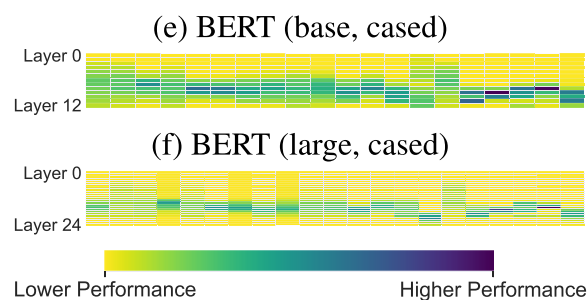 (e) BERT (base, cased)
Layer 0
Layer 12
(f) BERT (large, cased)
Layer 0
Layer 24
Lower Performance Higher Performance